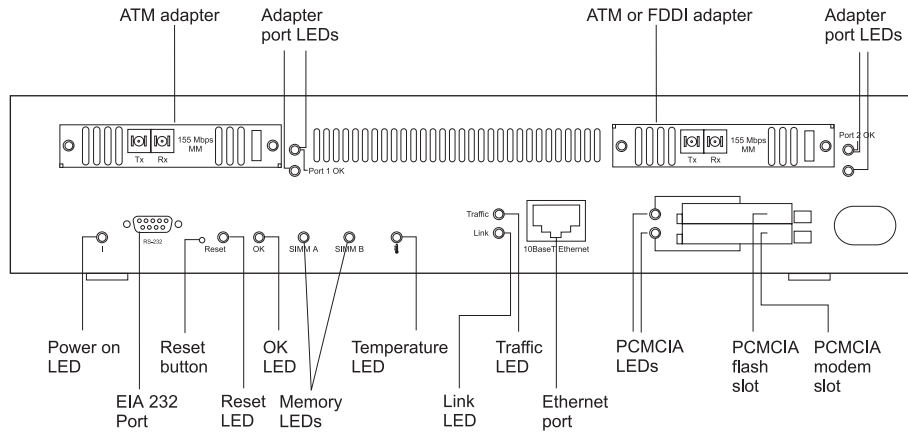 ATM adapter
Adapter
port LEDs
ATM or FDDI adapter
Adapter
port LEDs
155 Mbps
MM
Tx
Rx
Port 1 OK
155 Mbps
MM
Tx
Rx
Port 2 OK
I
RS-232
Reset
OK
SIMM A
SIMM B
Traffic
Link
10BaseT Ethernet
Power on
LED
Reset
button
OK
LED
Temperature
LED
Traffic
LED
PCMCIA
LEDs
PCMCIA
flash
slot
PCMCIA
modem
slot
EIA 232
Port
Reset
LED
Memory
LEDs
Link
LED
Ethernet
port